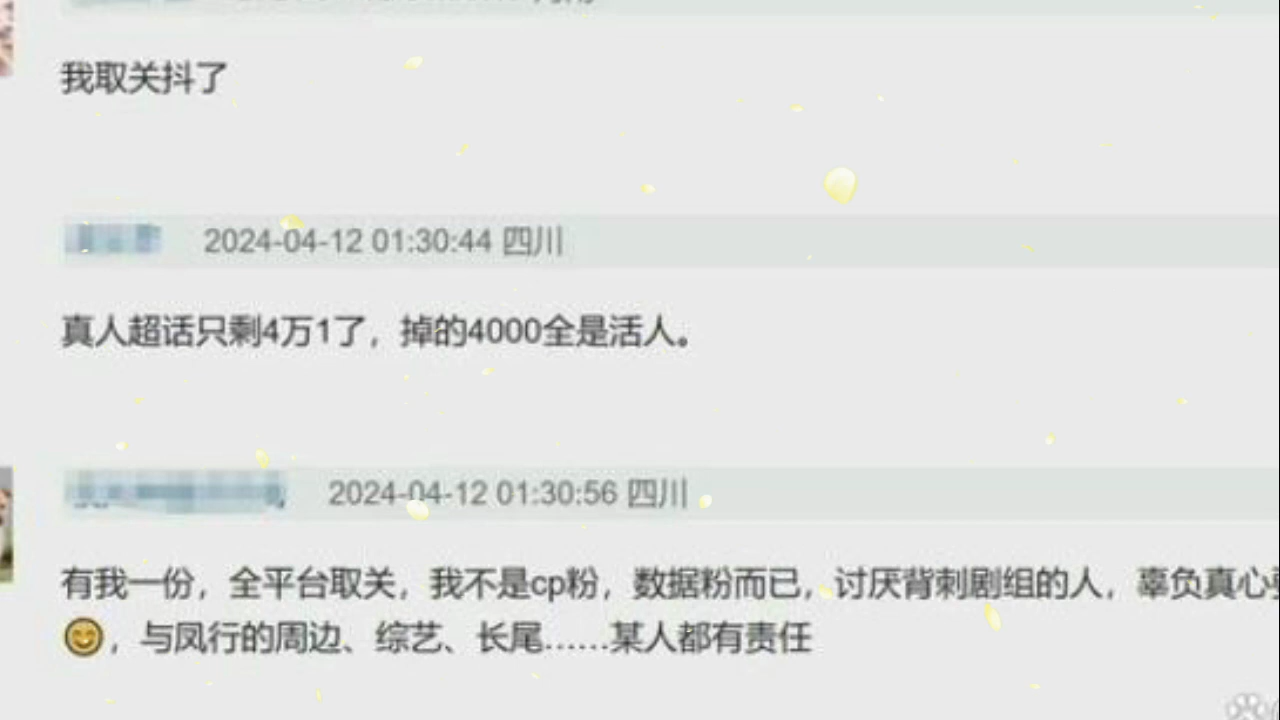 我取关抖了
2024-04-12 01:30:44 四川
真人超话只剩4万1了，掉的4000全是活人。
2024-04-12 01:30:56 四川
有我一份，全平台取关，我不是cp粉，数据粉而已，讨厌背刺剧组的人，辜负真心
，与凤行的周边、综艺、长尾……某人都有责任